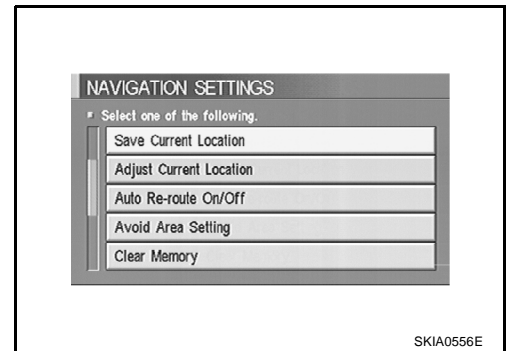 NAVIGATION SETTINGS
Select one of the following.
Save Current Location
Adjust Current Location
Auto Re-route On/Off
Avoid Area Setting
Clear Memory
SKIA0556E